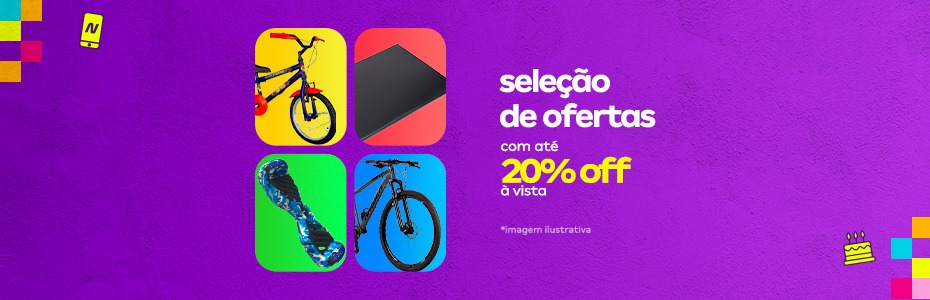 N
seleção
de ofertas
com até
20% off
à vista
*imagem ilustrativa